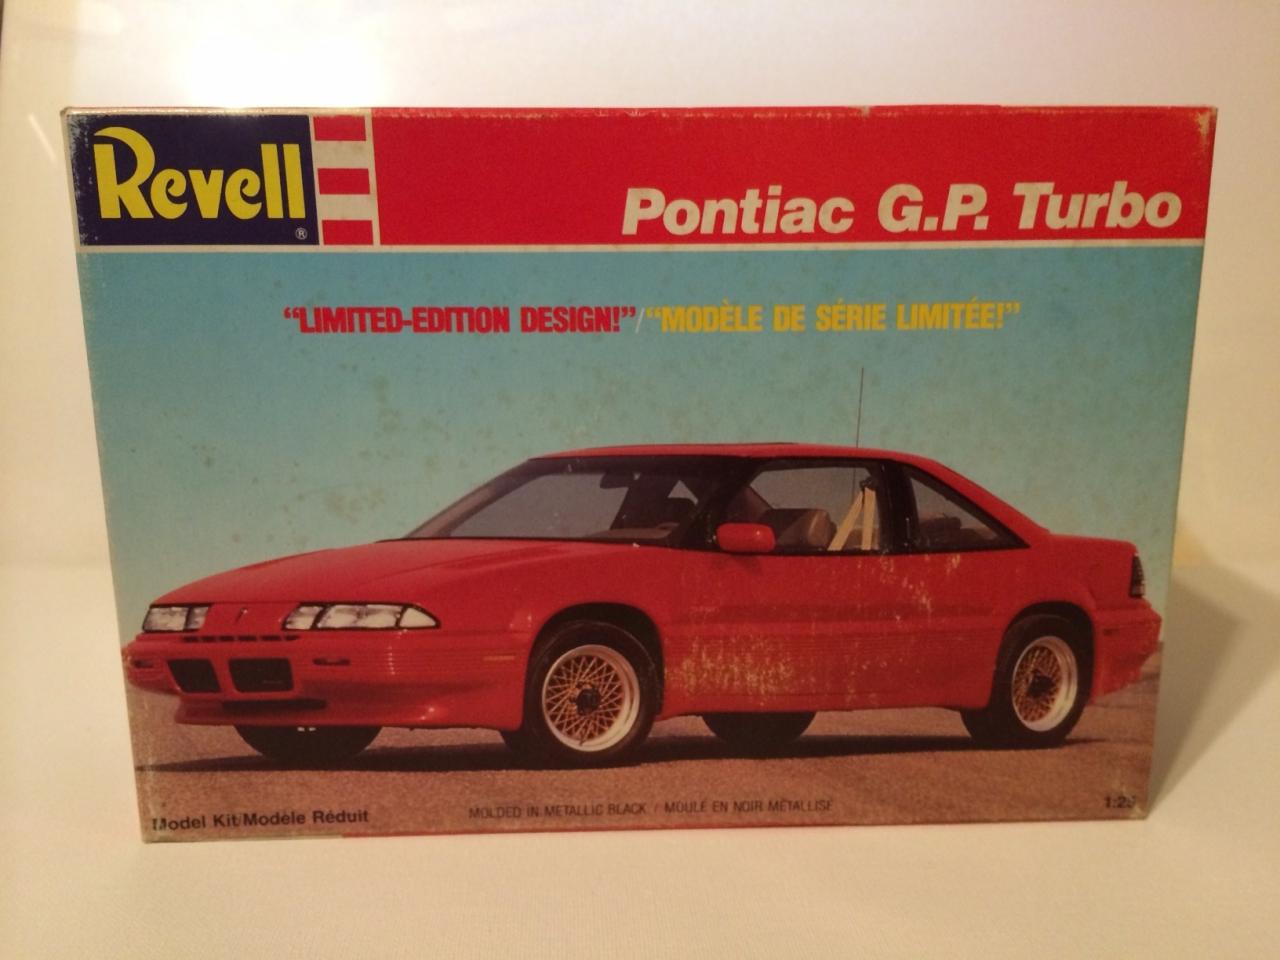 Revell®
Pontiac G.P. Turbo
“LIMITED-EDITION DESIGN!”/“MODÈLE DE SÉRIE LIMITÉE!”
Model Kit/Modèle Réduit
MOLDED IN METALLIC BLACK / MOULÉ EN NOIR MÉTALLISÉ